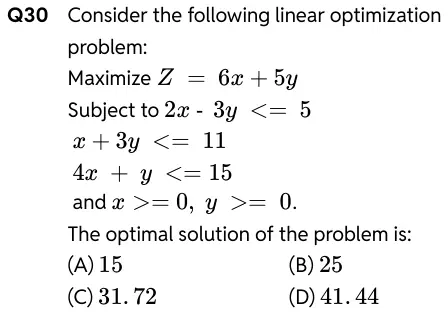 Q30 Consider the following linear optimization
problem:
Maximize Z = 6x + 5y
Subject to 2x - 3y <= 5
x + 3y <= 11
4x + y <= 15
and x >= 0, y >= 0.
The optimal solution of the problem is:
(A) 15 (B) 25
(C) 31. 72 (D) 41. 44